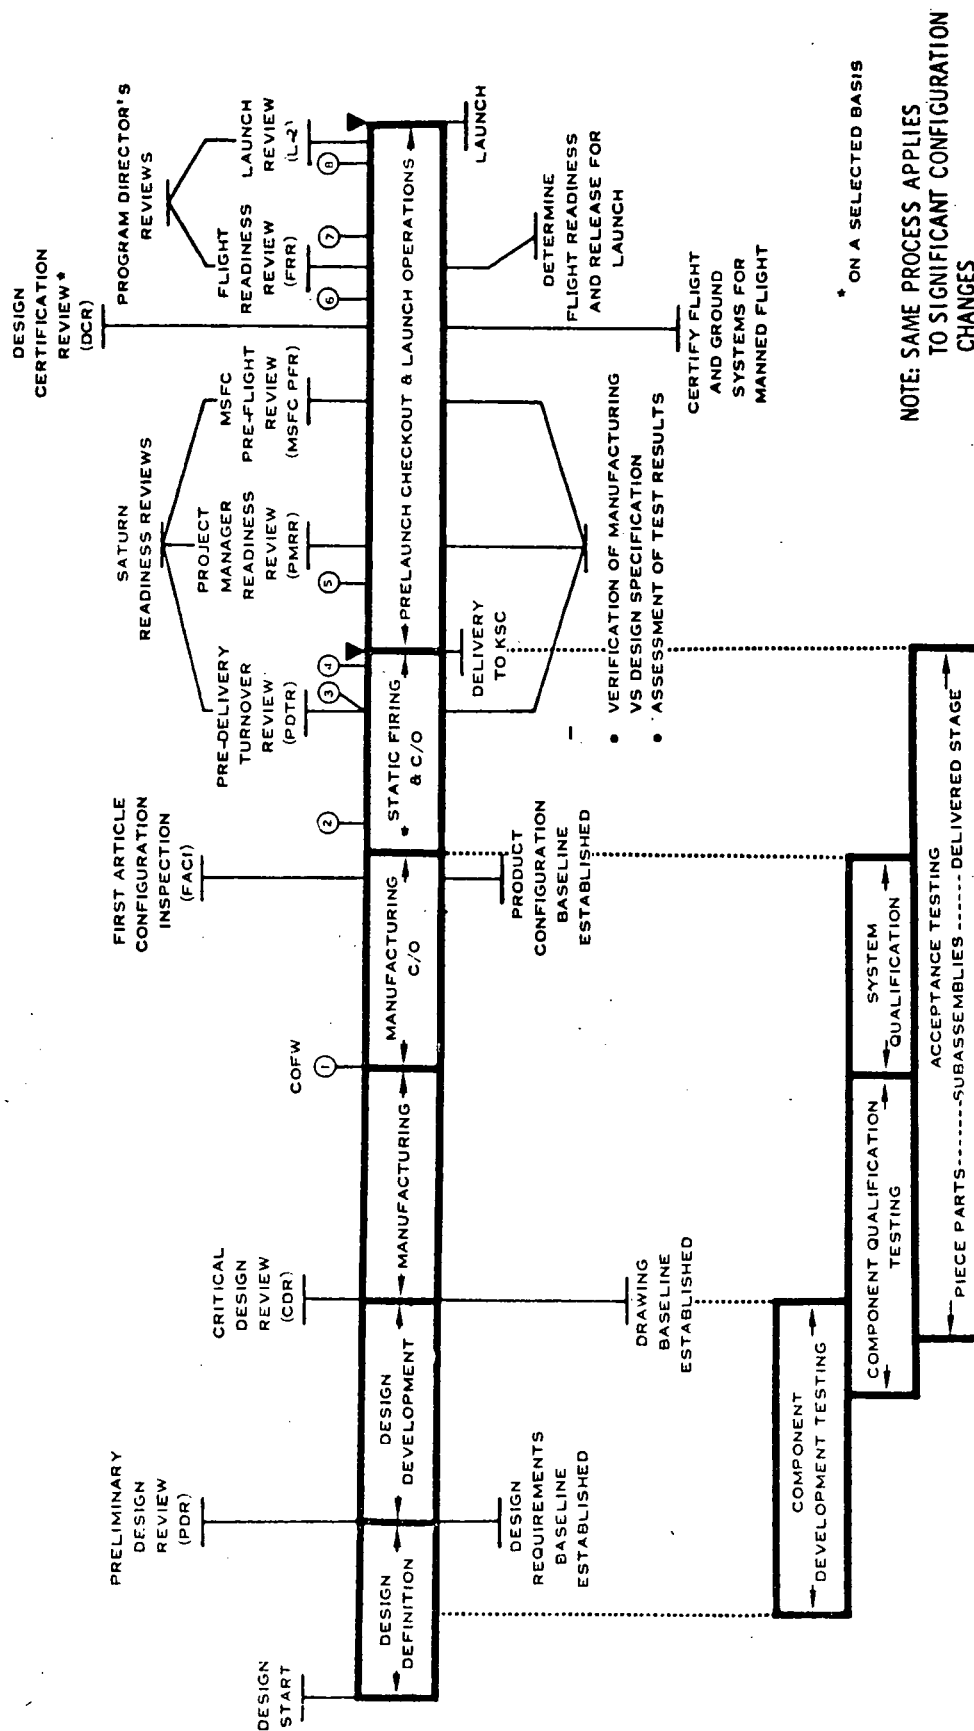 DESIGN
START
PRELIMINARY
DESIGN
REVIEW
(PDR)
CRITICAL
DESIGN
REVIEW
(CDR)
COFW
1
FIRST ARTICLE
CONFIGURATION
INSPECTION
(FACI)
2
SATURN
READINESS REVIEWS
PRE-DELIVERY
TURNOVER
REVIEW
(PDTR)
3
4
PROJECT
MANAGER
READINESS
REVIEW
(PMRR)
5
MSFC
PRE-FLIGHT
REVIEW
(MSFC PFR)
DESIGN
CERTIFICATION
REVIEW*
(DCR)
PROGRAM DIRECTOR'S
REVIEWS
FLIGHT
READINESS
REVIEW
(FRR)
6
7
LAUNCH
REVIEW
(L-2)
8
DESIGN
DEFINITION
DESIGN
DEVELOPMENT
MANUFACTURING
MANUFACTURING
C/O
* STATIC FIRING
& C/O
PRELAUNCH CHECKOUT & LAUNCH OPERATIONS
DESIGN
REQUIREMENTS
BASELINE
ESTABLISHED
DRAWING
BASELINE
ESTABLISHED
PRODUCT
CONFIGURATION
BASELINE
ESTABLISHED
DELIVERY
TO KSC
• VERIFICATION OF MANUFACTURING
VS DESIGN SPECIFICATION
• ASSESSMENT OF TEST RESULTS
CERTIFY FLIGHT
AND GROUND
SYSTEMS FOR
MANNED FLIGHT
DETERMINE
FLIGHT READINESS
AND RELEASE FOR
LAUNCH
LAUNCH
COMPONENT
DEVELOPMENT TESTING
COMPONENT QUALIFICATION
TESTING
SYSTEM
QUALIFICATION
ACCEPTANCE TESTING
PIECE PARTS-------SUBASSEMBLIES------DELIVERED STAGE
* ON A SELECTED BASIS
NOTE: SAME PROCESS APPLIES
TO SIGNIFICANT CONFIGURATION
CHANGES